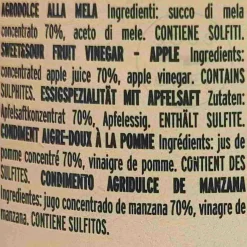 AGRODOLCE ALLA MELA Ingredienti: succo di mela
concentrato 70%, aceto di mele. CONTIENE SOLFITI.
SWEET&SOUR FRUIT VINEGAR - APPLE Ingredients:
concentrated apple juice 70%, apple vinegar. CONTAINS
SULPHITES. ESSIGSPEZIALITÄT MIT APFELSAFT Zutaten:
Apfelsaftkonzentrat 70%, Apfelessig. ENTHÄLT SULFITE.
CONDIMENT AIGRE-DOUX À LA POMME Ingrédients: jus de
pomme concentré 70%, vinaigre de pomme. CONTIENT DES
SULFITES. CONDIMENTO AGRIDULCE DE MANZANA
Ingredientes: jugo concentrado de manzana 70%, vinagre de
manzana. CONTIENE SULFITOS.